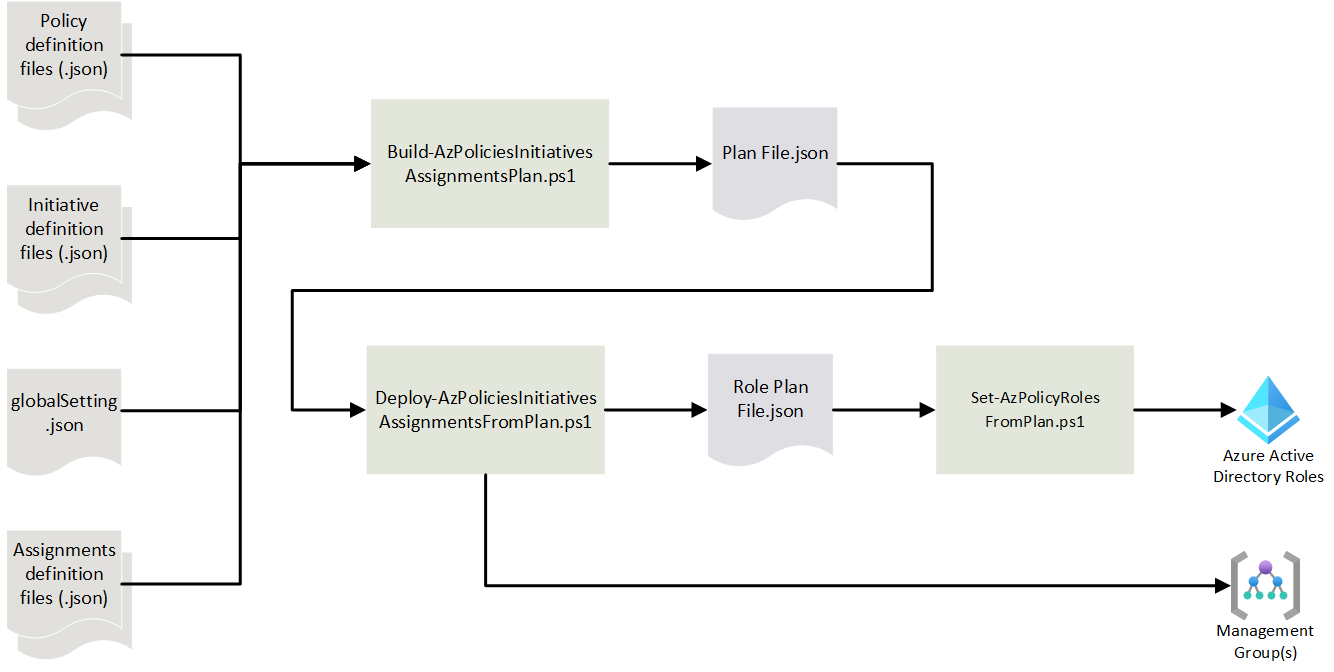 Policy
definition
files (.json)
Build-AzPoliciesInitiatives
AssignmentsPlan.ps1
Plan File.json
Initiative
definition
files (.json)
globalSetting
.json
Deploy-AzPoliciesInitiatives
AssignmentsFromPlan.ps1
Role Plan
File.json
Set-AzPolicyRoles
FromPlan.ps1
Azure Active
Directory Roles
Assignments
definition
files (.json)
Management
Group(s)